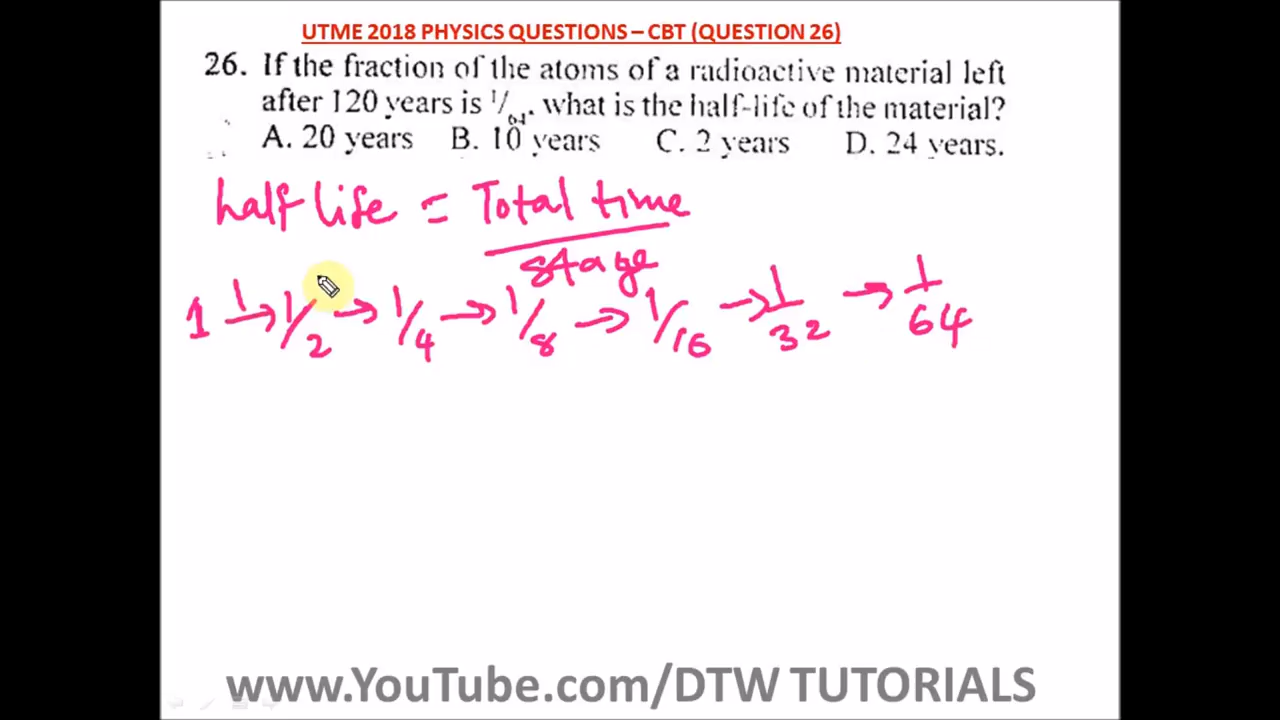 UTME 2018 PHYSICS QUESTIONS – CBT (QUESTION 26)
26. If the fraction of the atoms of a radioactive material left
after 120 years is 1/64. what is the half-life of the material?
A. 20 years B. 10 years C. 2 years D. 24 years.
half life = Total time
stage
1 → 1/2 → 1/4 → 1/8 → 1/16 → 1/32 → 1/64
1
www.YouTube.com/DTW TUTORIALS